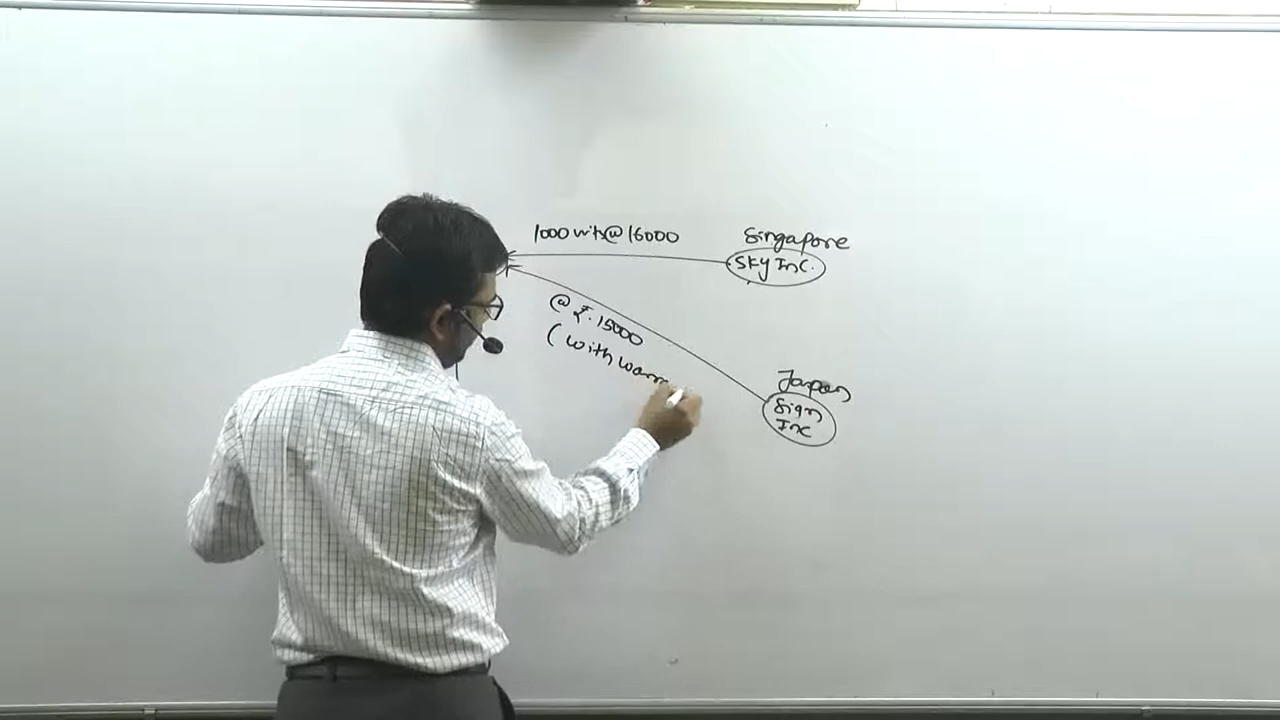 1000 units@ 16000
Singapore
Sky Inc.
@ ₹. 15000
(with warr
Japan
Sign
Inc